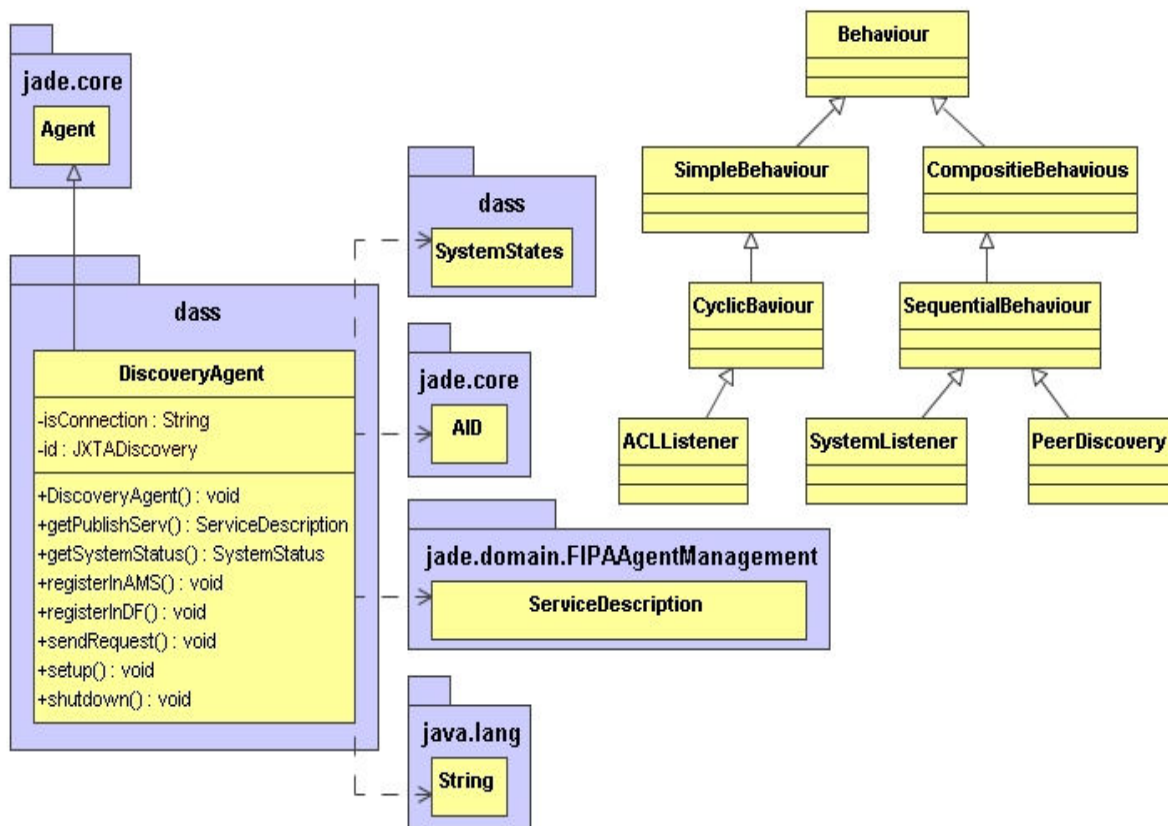 jade.core
Agent
dass
DiscoveryAgent
-isConnection : String
-id : JXTADiscovery
+DiscoveryAgent() : void
+getPublishServ() : ServiceDescription
+getSystemStatus() : SystemStatus
+registerInAMS() : void
+registerInDF() : void
+sendRequest() : void
+setup() : void
+shutdown() : void
dass
SystemStates
jade.core
AID
jade.domain.FIPAAgentManagement
ServiceDescription
java.lang
String
Behaviour
SimpleBehaviour
CompositieBehavious
CyclicBaviour
SequentialBehaviour
ACLListener
SystemListener
PeerDiscovery